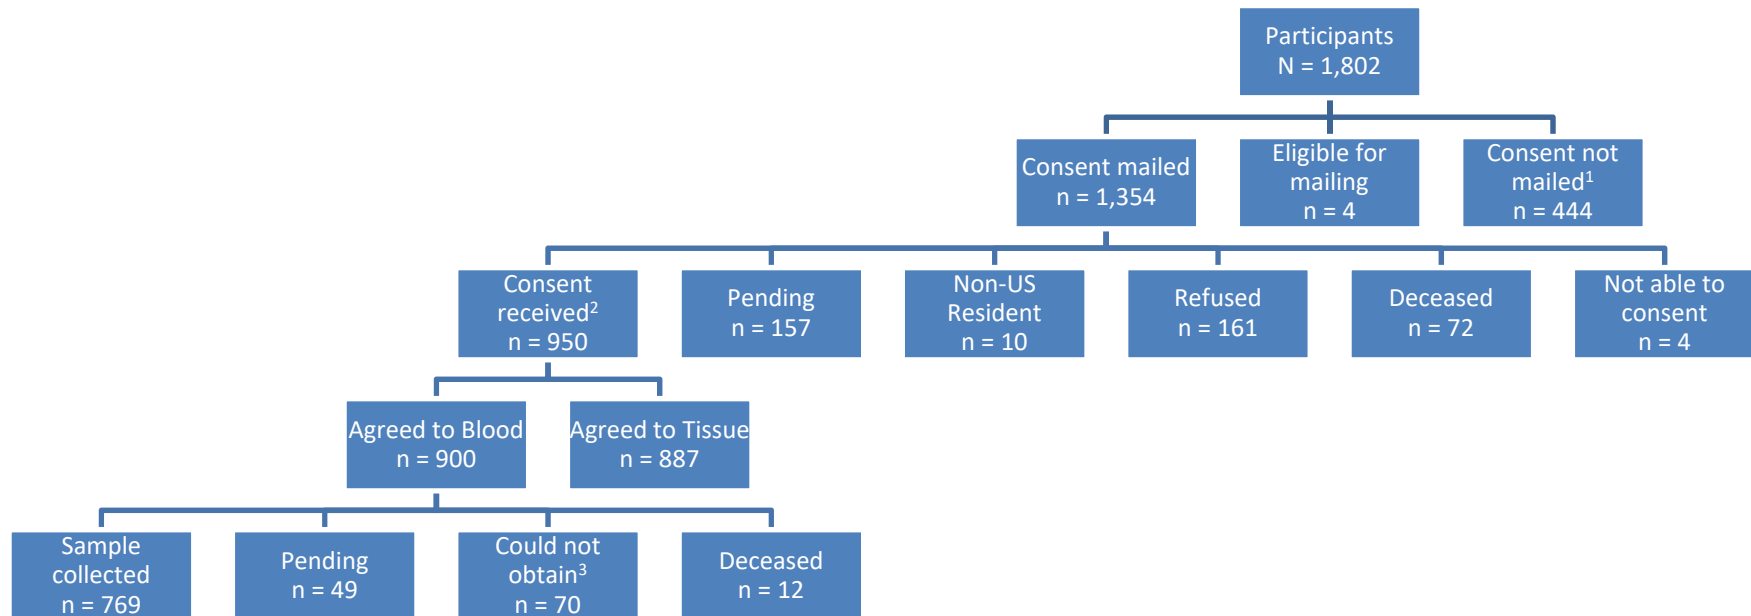 Participants
N = 1,802
Consent mailed
n = 1,354
Eligible for
mailing
n = 4
Consent not
mailed¹
n = 444
Consent
received²
n = 950
Pending
n = 157
Non-US
Resident
n = 10
Refused
n = 161
Deceased
n = 72
Not able to
consent
n = 4
Agreed to Blood
n = 900
Agreed to Tissue
n = 887
Sample
collected
n = 769
Pending
n = 49
Could not
obtain³
n = 70
Deceased
n = 12